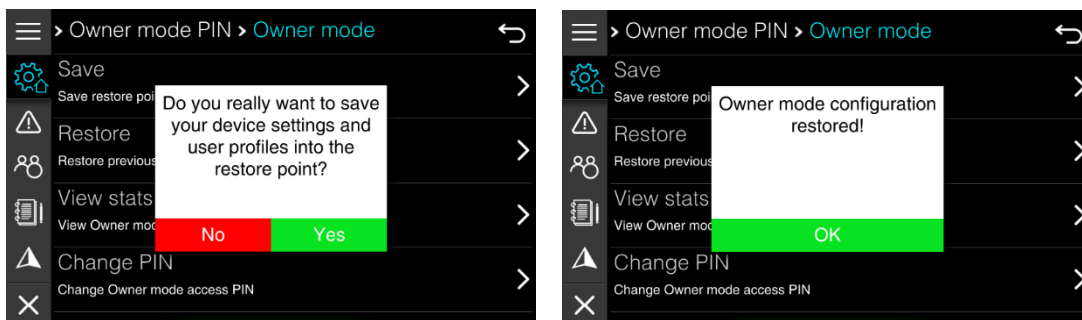 > Owner mode PIN > Owner mode
Save
Save restore poi
Do you really want to save
your device settings and
user profiles into the
restore point?
Restore
Restore previous
View stats
View Owner mod
No Yes
Change PIN
Change Owner mode access PIN
> Owner mode PIN > Owner mode
Save
Save restore poi
Owner mode configuration
restored!
Restore
Restore previous
View stats
View Owner mod
OK
Change PIN
Change Owner mode access PIN